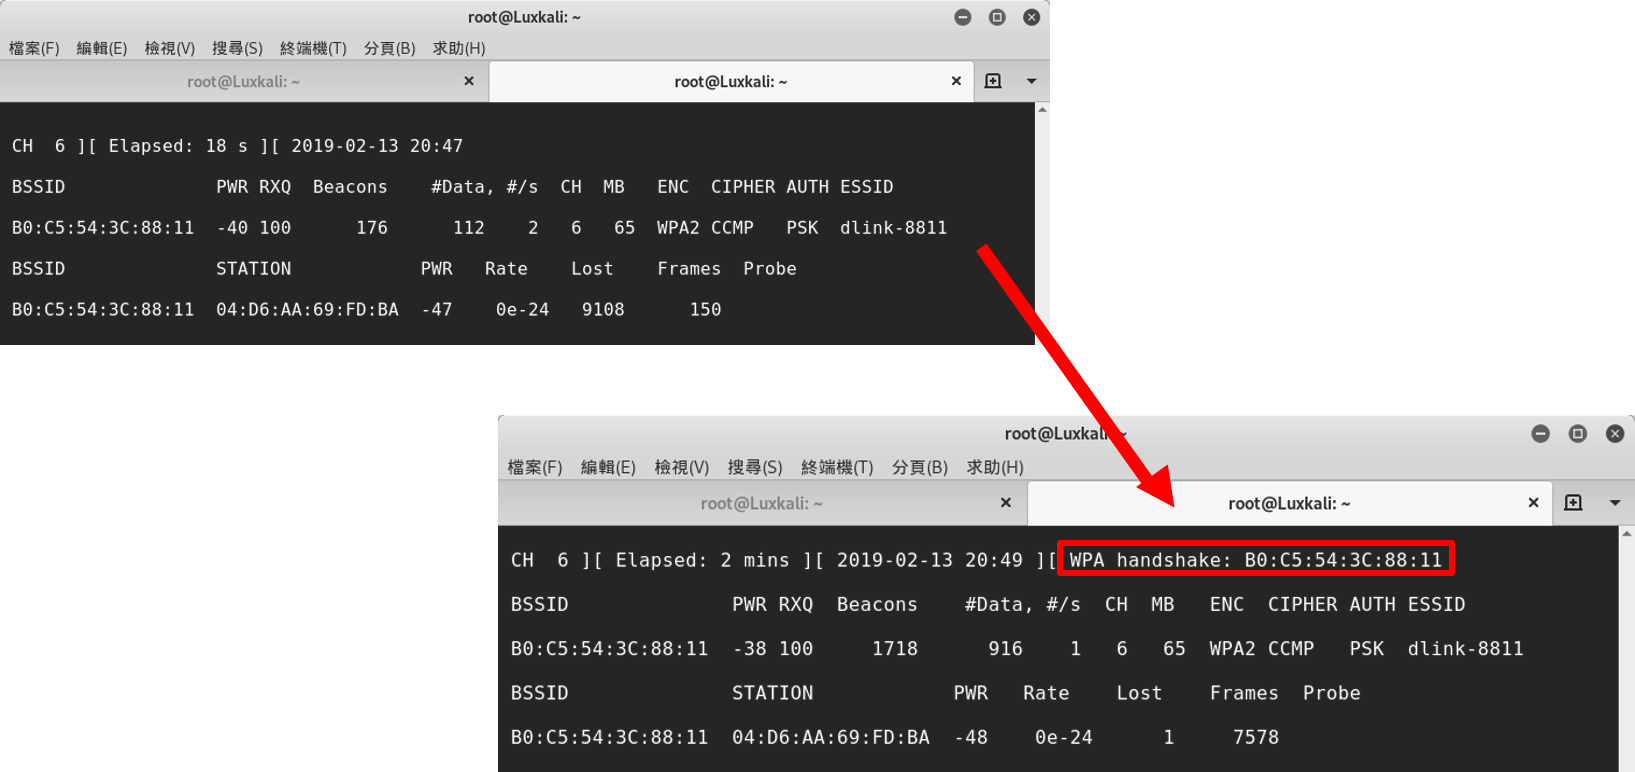 root@Luxkali: ~
檔案(F) 編輯(E) 檢視(V) 搜尋(S) 終端機(T) 分頁(B) 求助(H)
root@Luxkali: ~ root@Luxkali: ~
CH 6 ][ Elapsed: 18 s ][ 2019-02-13 20:47
BSSID PWR RXQ Beacons #Data, #/s CH MB ENC CIPHER AUTH ESSID
B0:C5:54:3C:88:11 -40 100 176 112 2 6 65 WPA2 CCMP PSK dlink-8811
BSSID STATION PWR Rate Lost Frames Probe
B0:C5:54:3C:88:11 04:D6:AA:69:FD:BA -47 0e-24 9108 150
root@Luxkali: ~
檔案(F) 編輯(E) 檢視(V) 搜尋(S) 終端機(T) 分頁(B) 求助(H)
root@Luxkali: ~ root@Luxkali: ~
CH 6 ][ Elapsed: 2 mins ][ 2019-02-13 20:49 ][ WPA handshake: B0:C5:54:3C:88:11
BSSID PWR RXQ Beacons #Data, #/s CH MB ENC CIPHER AUTH ESSID
B0:C5:54:3C:88:11 -38 100 1718 916 1 6 65 WPA2 CCMP PSK dlink-8811
BSSID STATION PWR Rate Lost Frames Probe
B0:C5:54:3C:88:11 04:D6:AA:69:FD:BA -48 0e-24 1 7578